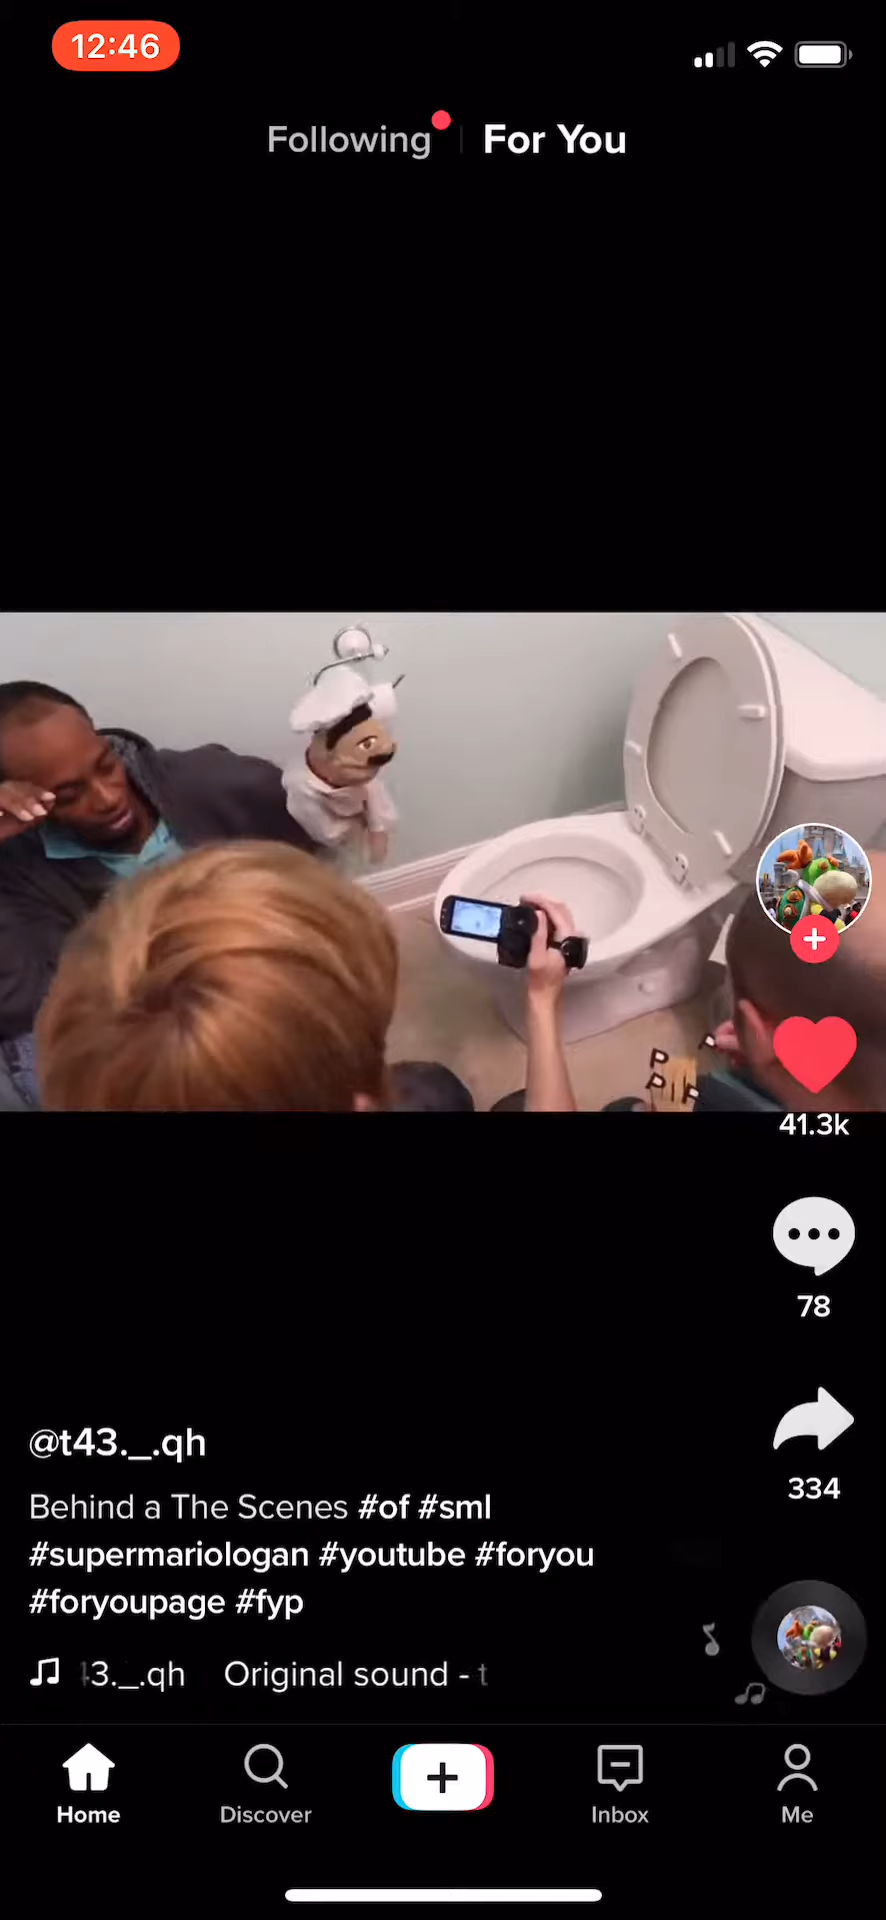 12:46
Following
For You
41.3k
78
334
@t43._.qh
Behind a The Scenes #of #sml
#supermariologan #youtube #foryou
#foryoupage #fyp
3._.qh Original sound - t
Home
Discover
Inbox
Me